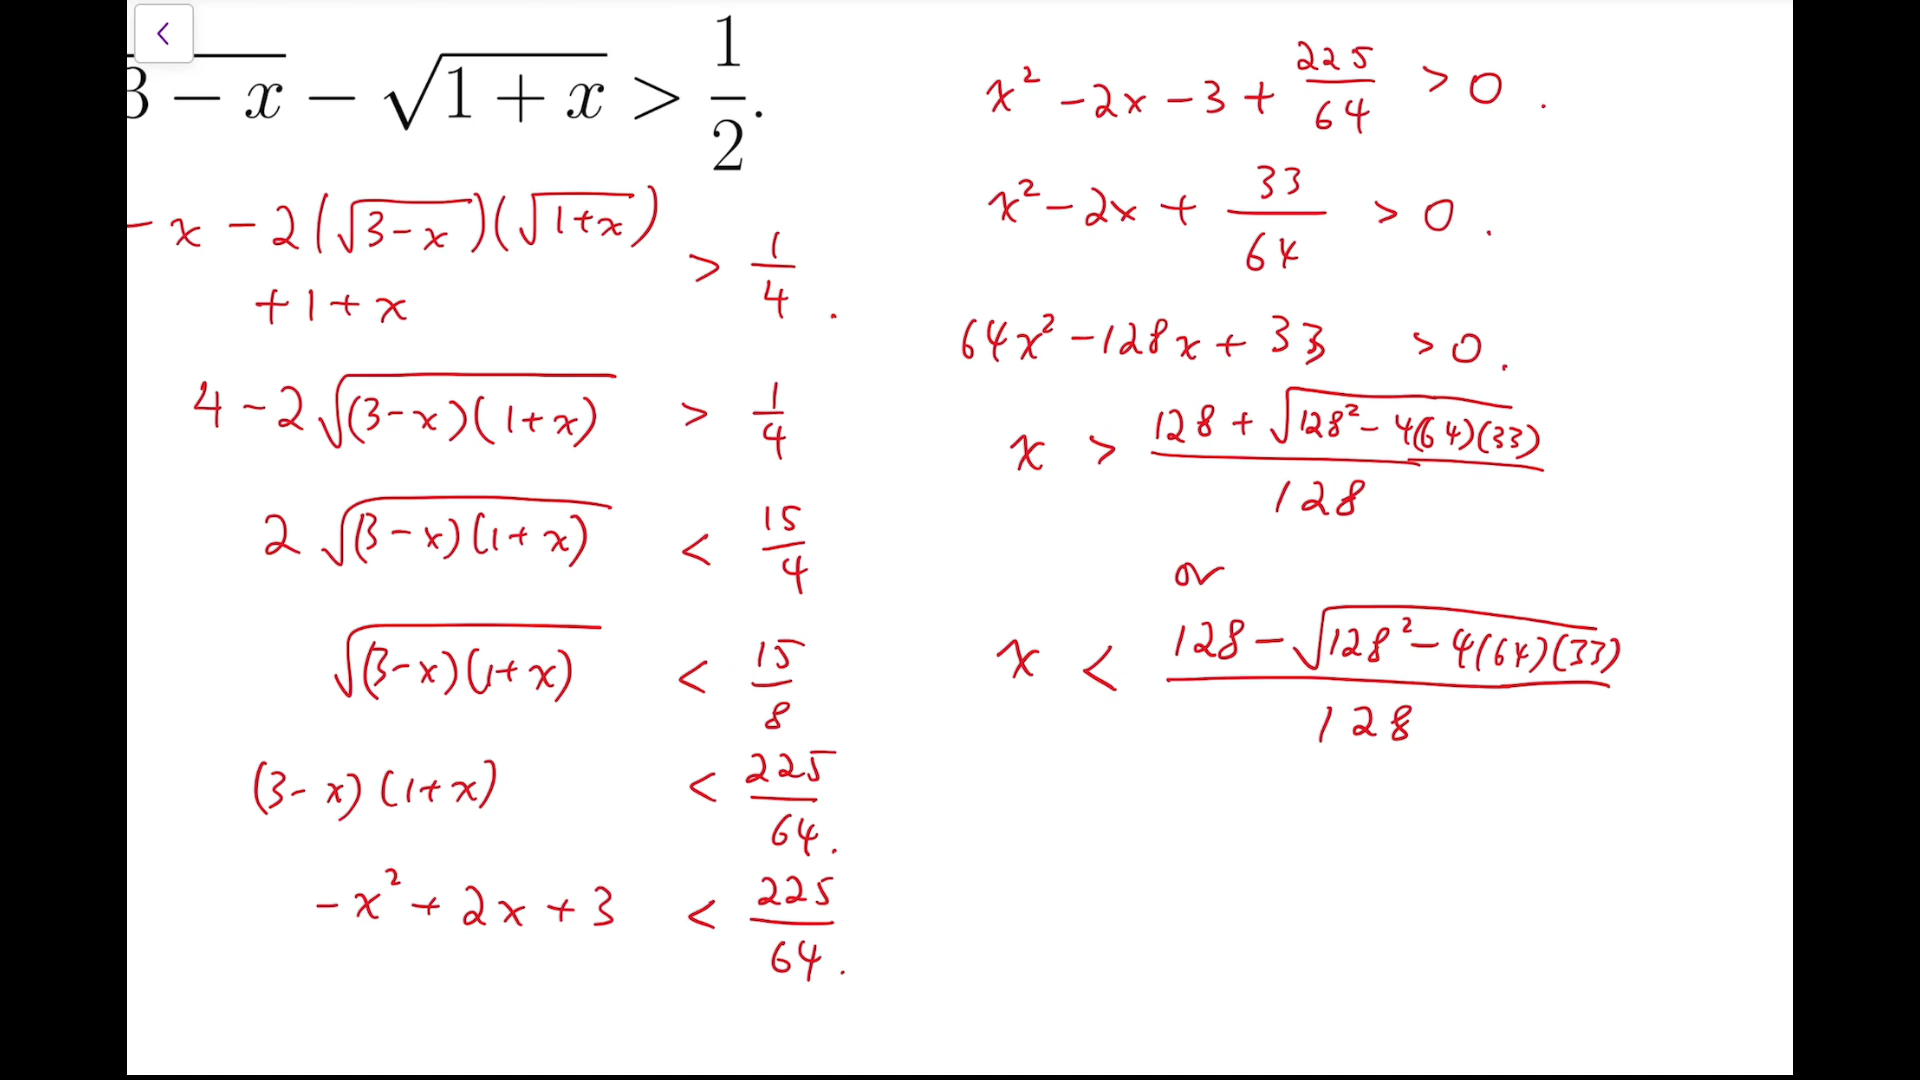 3 − x − √(1 + x) > 1/2.
− x − 2(√(3−x))(√(1+x))
+ 1 + x > 1/4.
4 − 2√((3−x)(1+x)) > 1/4
2√((3−x)(1+x)) < 15/4
√((3−x)(1+x)) < 15/8
(3−x)(1+x) < 225/64.
−x² + 2x + 3 < 225/64.
x² − 2x − 3 + 225/64 > 0.
x² − 2x + 33/64 > 0.
64x² − 128x + 33 > 0.
x > (128 + √(128² − 4(64)(33)))/128
or
x < (128 − √(128² − 4(64)(33)))/128